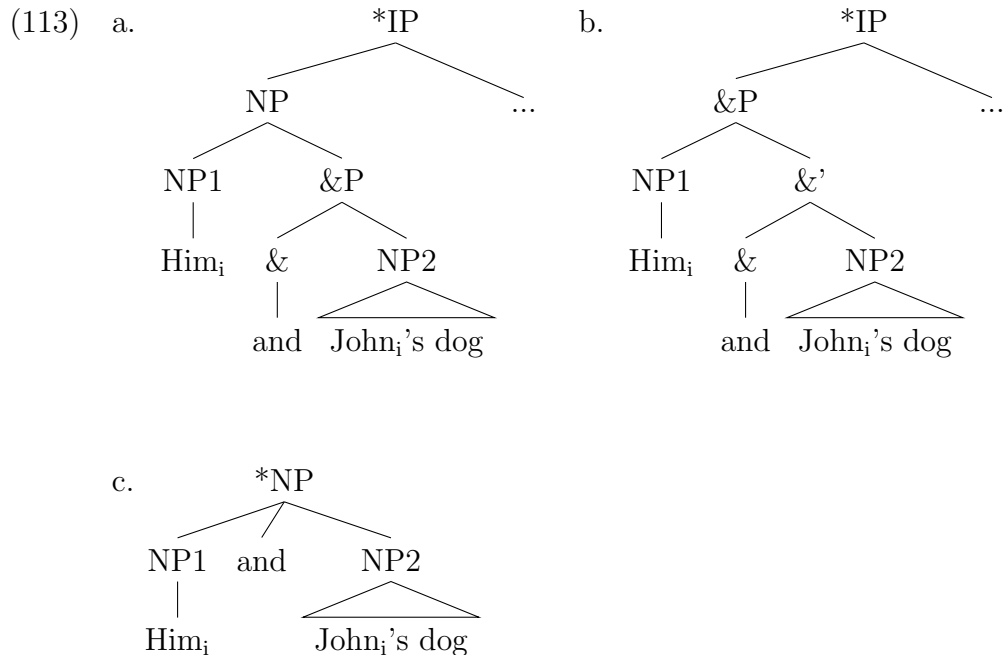 (113) a. *IP b. *IP
NP ... &P ...
NP1 &P NP1 &'
Himi & NP2 Himi & NP2
and Johni's dog and Johni's dog
c. *NP
NP1 and NP2
Himi Johni's dog